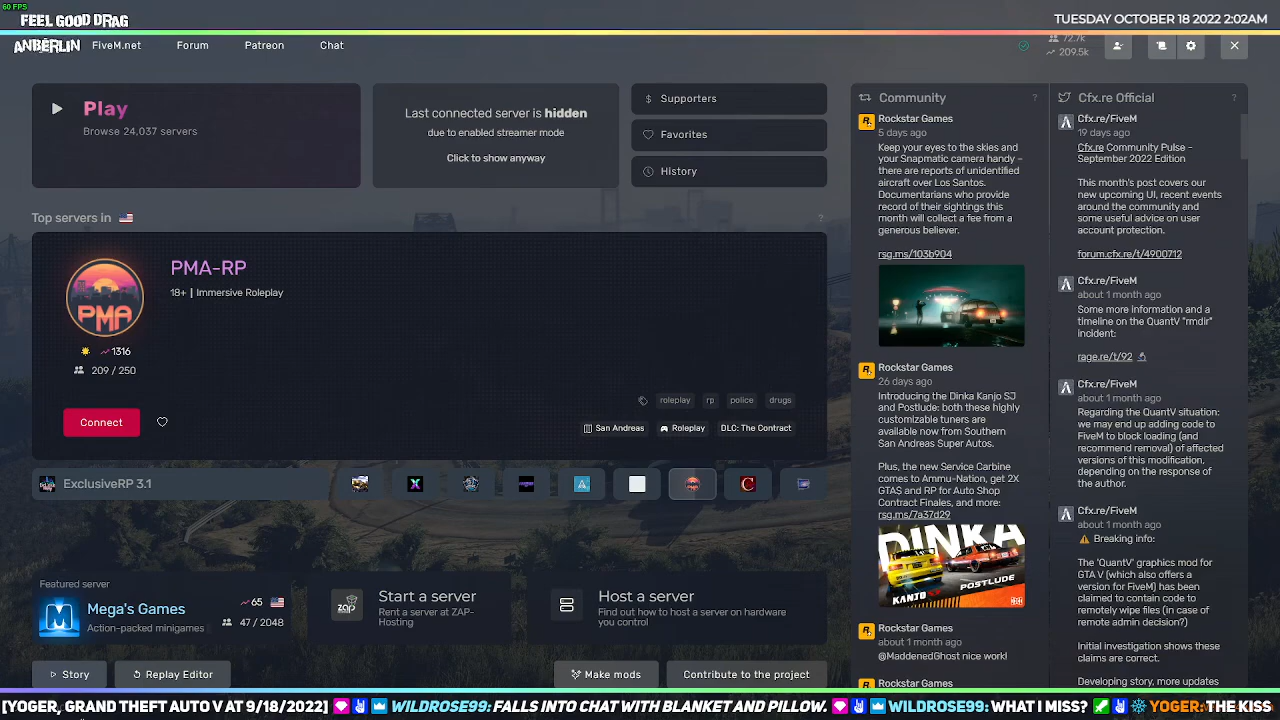 60 FPS
FEEL GOOD DRAG
TUESDAY OCTOBER 18 2022 2:02AM
ANBERLIN
FiveM.net
Forum
Patreon
Chat
72.7k
209.5k
Play
Browse 24,037 servers
Last connected server is hidden
due to enabled streamer mode
Click to show anyway
Supporters
Favorites
History
Top servers in
?
PMA-RP
18+ | Immersive Roleplay
PMA
1316
209 / 250
Connect
roleplay
rp
police
drugs
San Andreas
Roleplay
DLC: The Contract
ExclusiveRP 3.1
Featured server
Mega's Games
Action-packed minigames
65
47 / 2048
ZAP
Start a server
Rent a server at ZAP-
Hosting
Host a server
Find out how to host a server on hardware
you control
Story
Replay Editor
Make mods
Contribute to the project
Community
?
Rockstar Games
5 days ago
Keep your eyes to the skies and
your Snapmatic camera handy –
there are reports of unidentified
aircraft over Los Santos.
Documentarians who provide
record of their sightings this
month will collect a fee from a
generous believer.
rsg.ms/103b904
Rockstar Games
26 days ago
Introducing the Dinka Kanjo SJ
and Postlude: both these highly
customizable tuners are
available now from Southern
San Andreas Super Autos.
Plus, the new Service Carbine
comes to Ammu-Nation, get 2X
GTA$ and RP for Auto Shop
Contract Finales, and more:
rsg.ms/7a37d29
DINKA
KANJO SJ
POSTLUDE
Rockstar Games
about 1 month ago
@MaddenedGhost nice work!
Rockstar Games
Cfx.re Official
?
Cfx.re/FiveM
19 days ago
Cfx.re Community Pulse –
September 2022 Edition
This month's post covers our
new upcoming UI, recent events
around the community and
some useful advice on user
account protection.
forum.cfx.re/t/4900712
Cfx.re/FiveM
about 1 month ago
Some more information and a
timeline on the QuantV "rmdir"
incident:
rage.re/t/92
Cfx.re/FiveM
about 1 month ago
Regarding the QuantV situation:
we may end up adding code to
FiveM to block loading (and
recommend removal) of affected
versions of this modification,
depending on the response of
the author.
Cfx.re/FiveM
about 1 month ago
Breaking info:
The 'QuantV' graphics mod for
GTA V (which also offers a
version for FiveM) has been
claimed to contain code to
remotely wipe files (in case of
remote admin decision?)
Initial investigation shows these
claims are correct.
Developing story, more updates
[YOGER, GRAND THEFT AUTO V AT 9/18/2022] WILDROSE99: FALLS INTO CHAT WITH BLANKET AND PILLOW. WILDROSE99: WHAT I MISS? YOGER: THE KISS